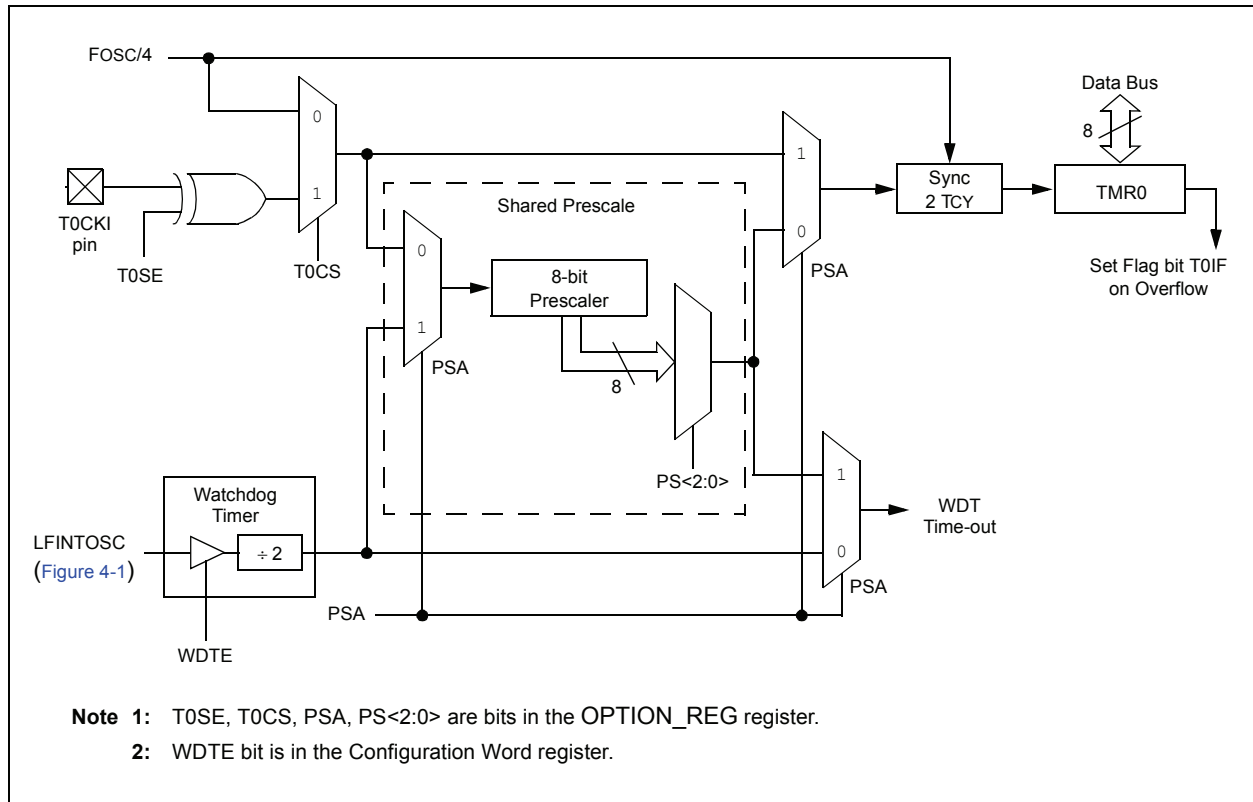 FOSC/4
Data Bus
8
0
1
T0CKI
pin
T0SE
T0CS
Shared Prescale
0
1
PSA
8-bit
Prescaler
8
PS<2:0>
1
0
PSA
Sync
2 TCY
TMR0
Set Flag bit T0IF
on Overflow
Watchdog
Timer
LFINTOSC
(Figure 4-1)
÷ 2
WDTE
PSA
1
0
PSA
WDT
Time-out
Note 1: T0SE, T0CS, PSA, PS<2:0> are bits in the OPTION_REG register.
2: WDTE bit is in the Configuration Word register.